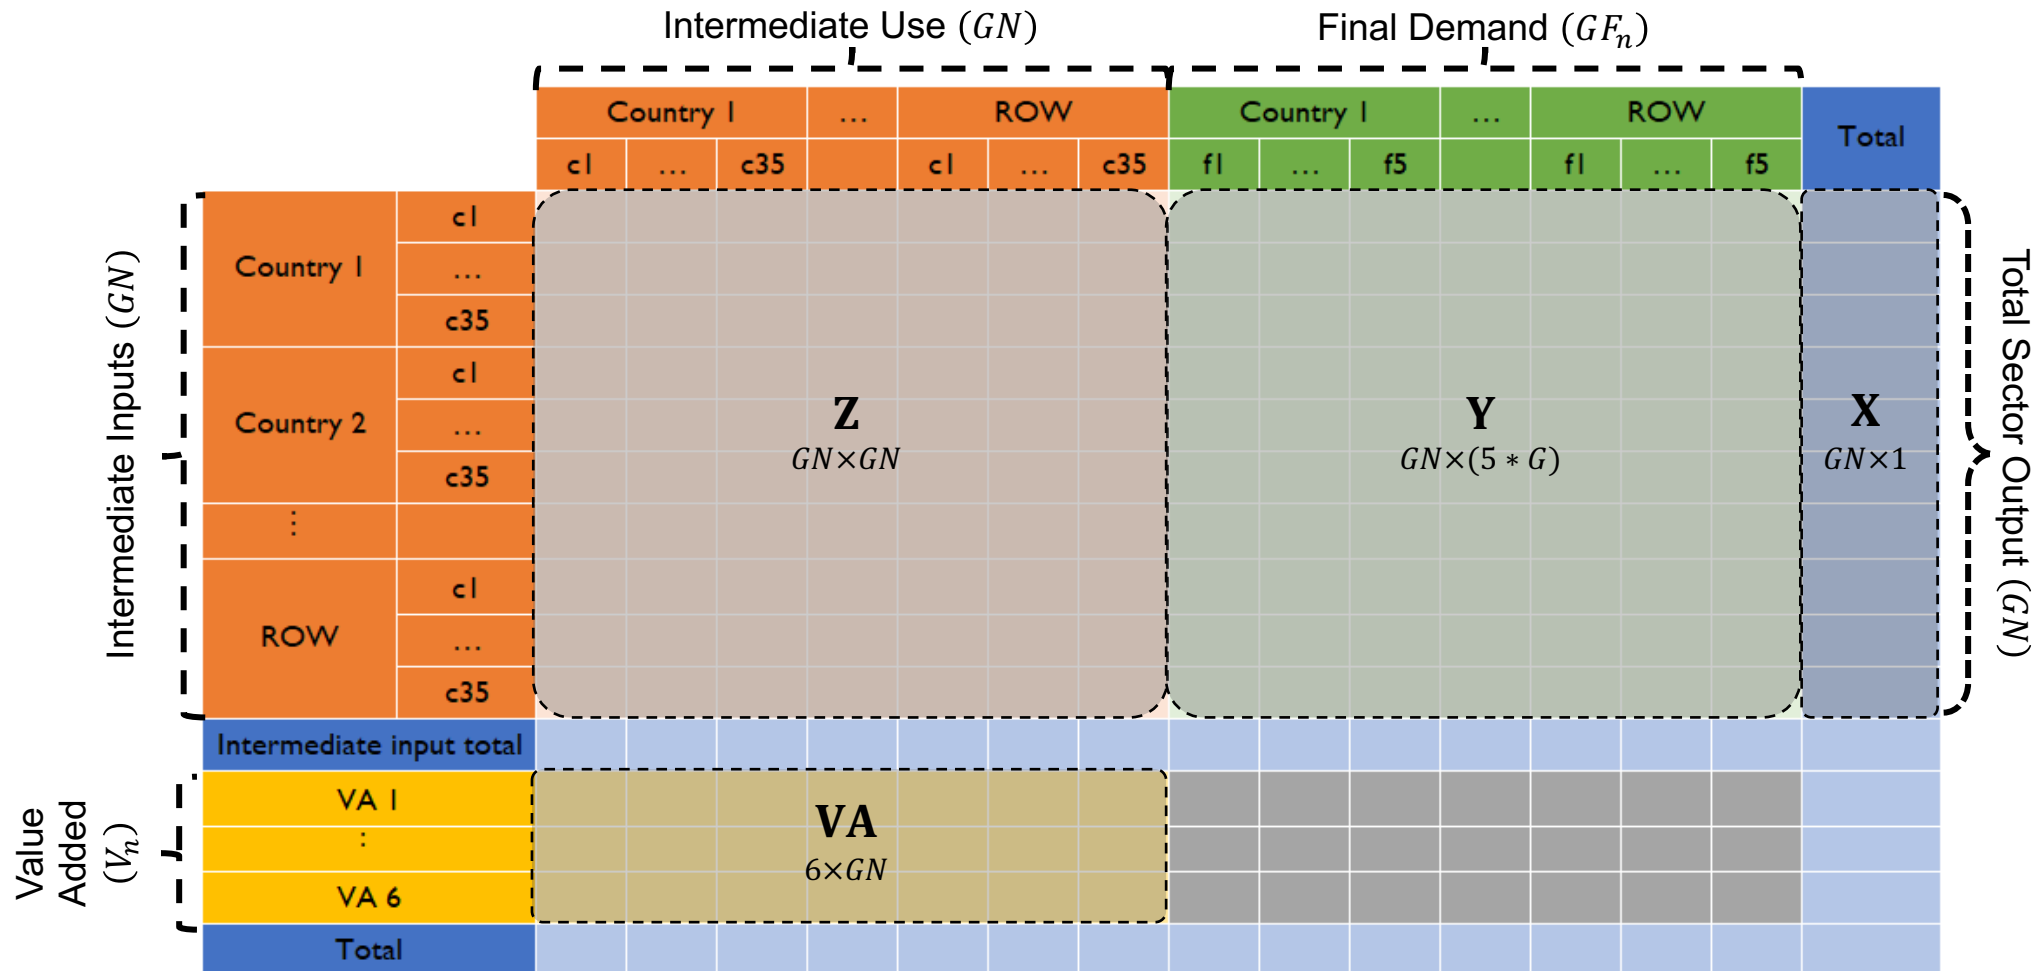 Intermediate Use (GN)
Final Demand (GFₙ)
Country 1 … ROW Country 1 … ROW Total
c1 … c35 c1 … c35 f1 … f5 f1 … f5
Intermediate Inputs (GN)
Country 1
c1
…
c35
Country 2
c1
…
c35
⋮
ROW
c1
…
c35
Z
GN×GN
Y
GN×(5 * G)
X
GN×1
Total Sector Output (GN)
Intermediate input total
Value
Added
(Vₙ)
VA 1
⋮
VA 6
VA
6×GN
Total